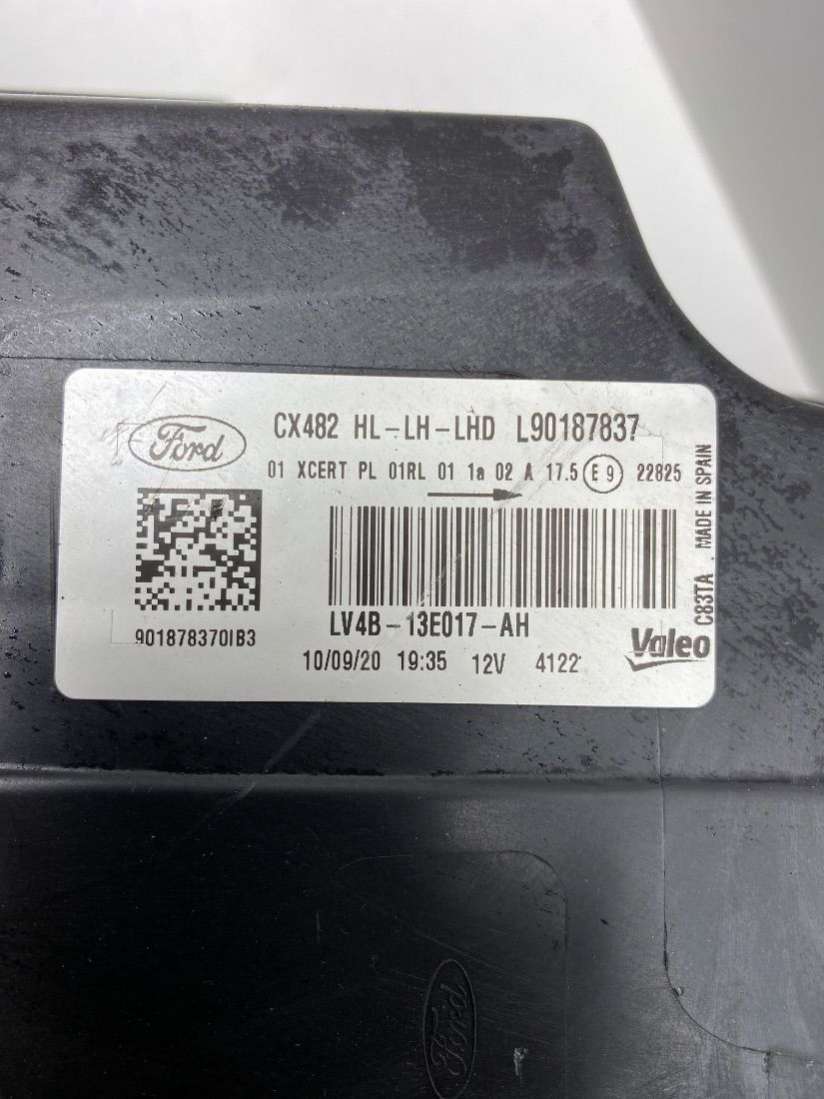 Ford
CX482 HL-LH-LHD L90187837
01 XCERT PL 01RL 01 1a 02 A 17.5 E9 22825
901878370IB3
LV4B-13E017-AH
10/09/20 19:35 12V 4122
Valeo
C83TA . MADE IN SPAIN
Ford